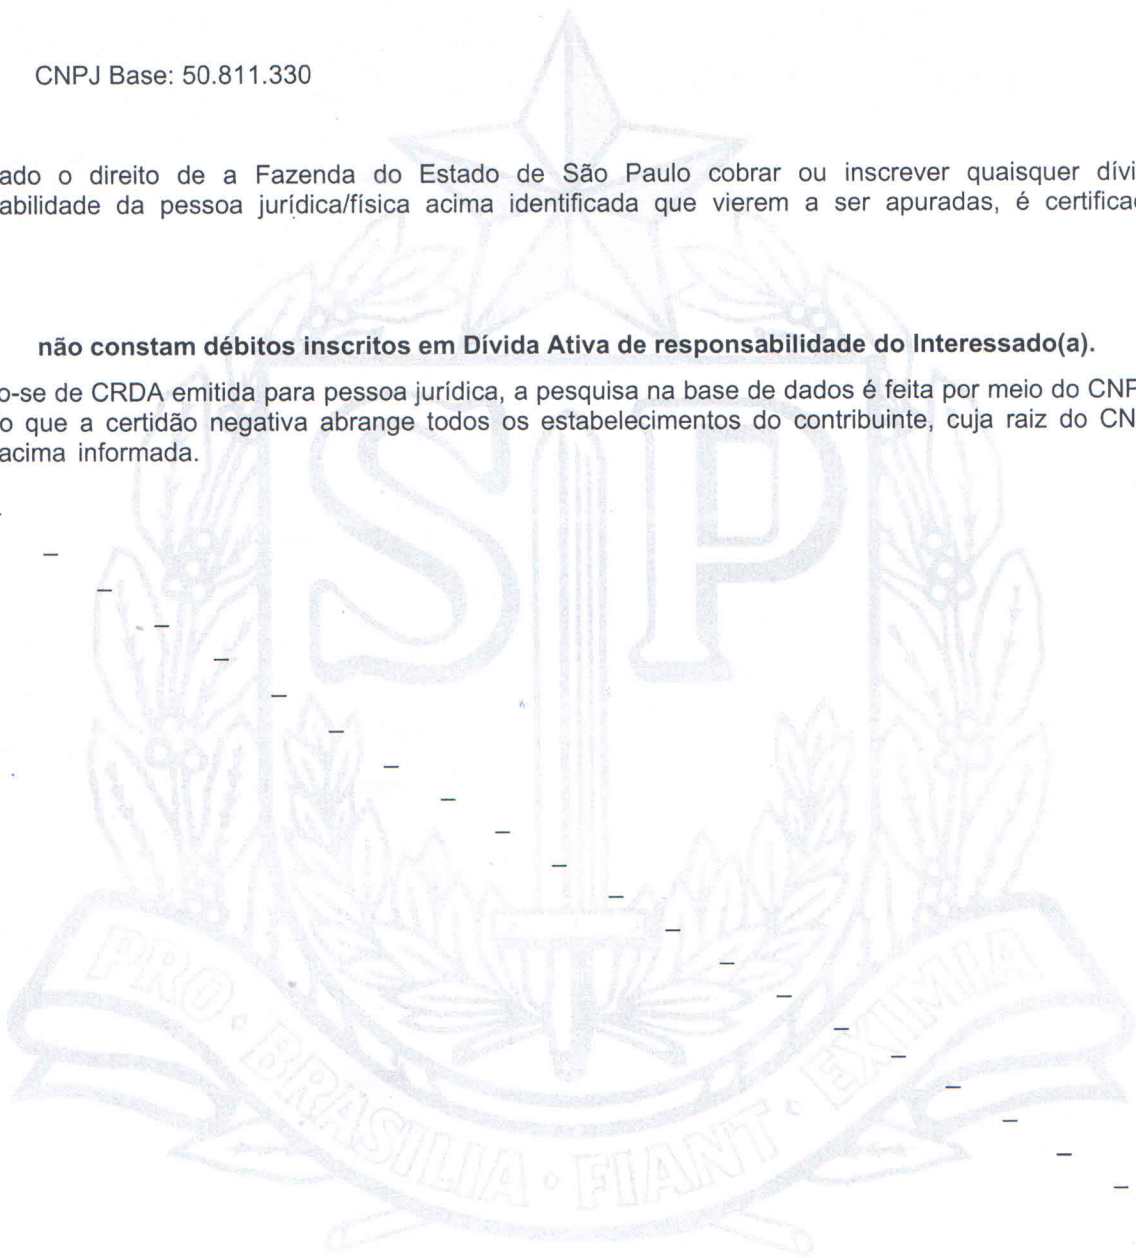 CNPJ Base: 50.811.330
ado o direito de a Fazenda do Estado de São Paulo cobrar ou inscrever quaisquer dívi
abilidade da pessoa jurídica/física acima identificada que vierem a ser apuradas, é certifica
não constam débitos inscritos em Dívida Ativa de responsabilidade do Interessado(a).
o-se de CRDA emitida para pessoa jurídica, a pesquisa na base de dados é feita por meio do CNP
o que a certidão negativa abrange todos os estabelecimentos do contribuinte, cuja raiz do CN
acima informada.
SP
PRO · BRASILIA · FIANT · EXIMIA